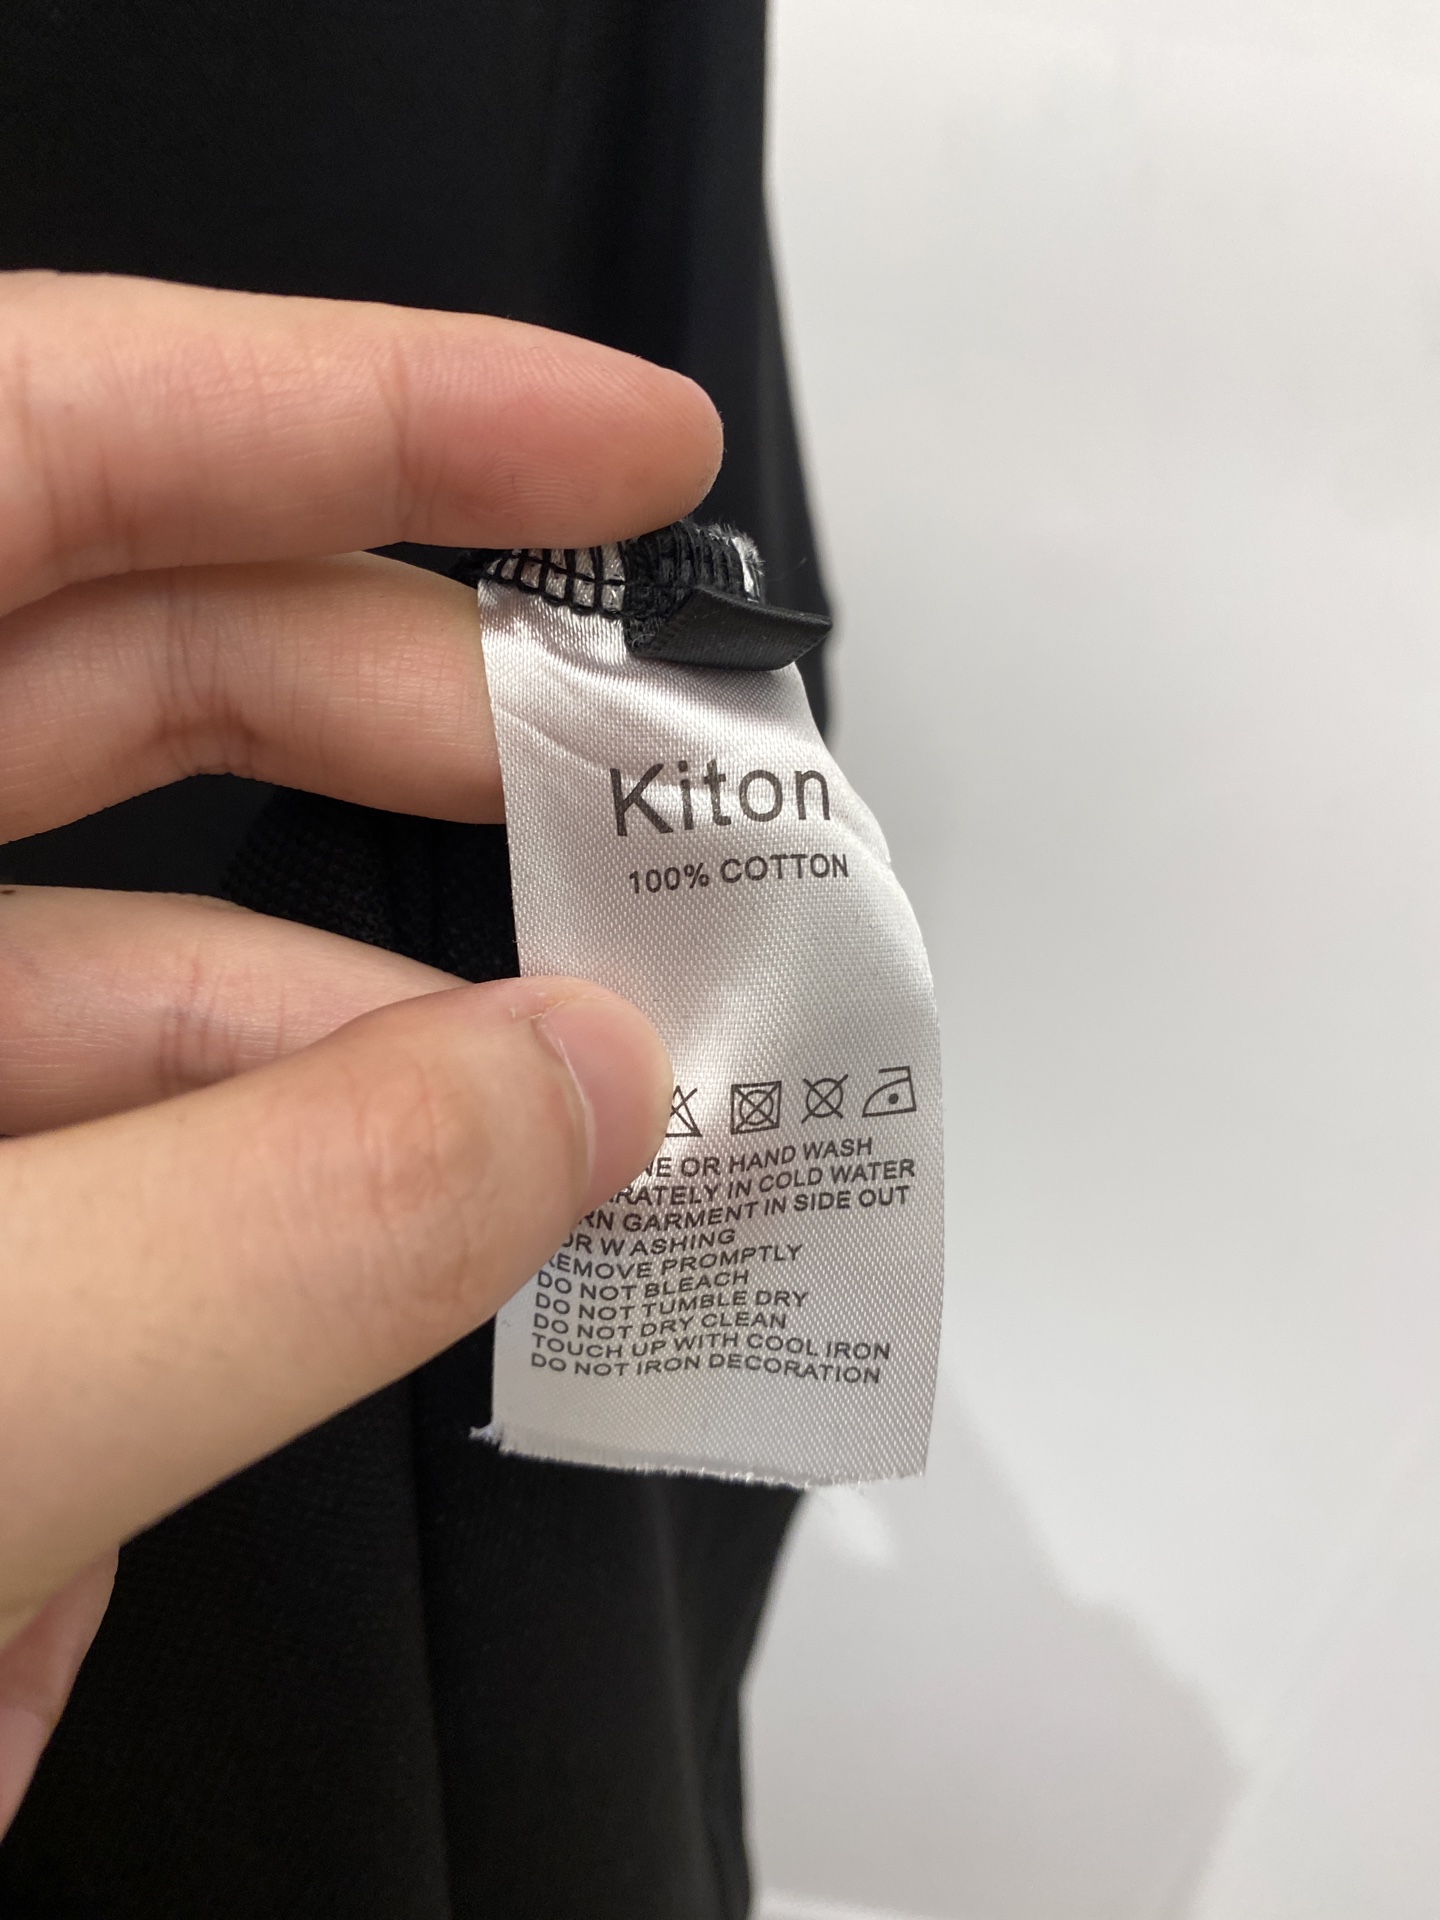 Kiton
100% COTTON
NE OR HAND WASH
RATELY IN COLD WATER
RN GARMENT IN SIDE OUT
OR W ASHING
REMOVE PROMPTLY
DO NOT BLEACH
DO NOT TUMBLE DRY
DO NOT DRY CLEAN
TOUCH UP WITH COOL IRON
DO NOT IRON DECORATION